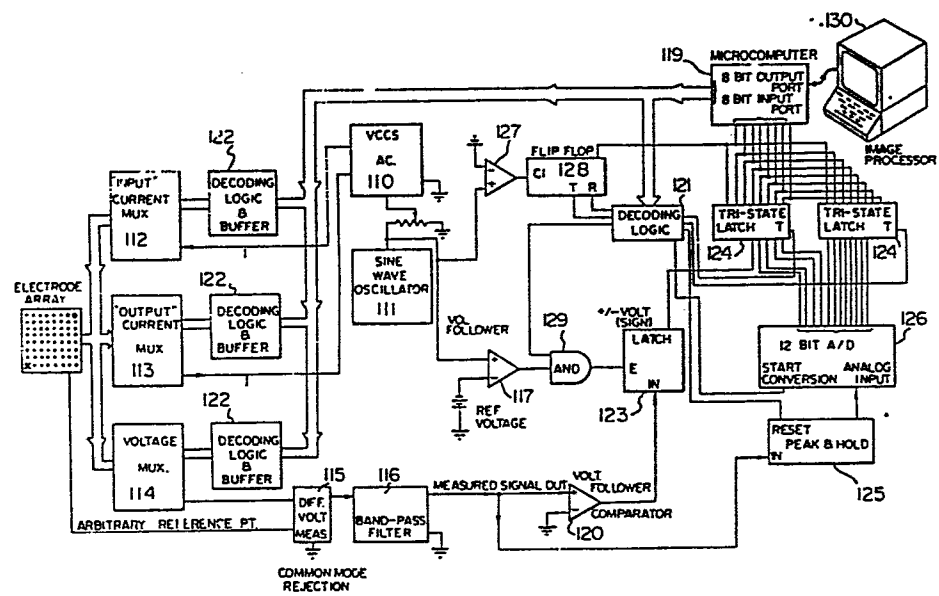 130
119
MICROCOMPUTER
8 BIT OUTPUT
PORT
8 BIT INPUT
PORT
IMAGE
PROCESSOR
122
VCCS
AC.
110
127
FLIP FLOP
C1 128
T R
121
DECODING
LOGIC
TRI-STATE
LATCH T
124
TRI-STATE
LATCH T
124
"INPUT"
CURRENT
MUX
112
DECODING
LOGIC
&
BUFFER
I
SINE
WAVE
OSCILLATOR
111
ELECTRODE
ARRAY
X
122
"OUTPUT"
CURRENT
MUX
113
DECODING
LOGIC
&
BUFFER
I
VOL
FOLLOWER
117
REF
VOLTAGE
129
AND
+/-VOLT
(SIGN)
LATCH
E
IN
123
126
12 BIT A/D
START
CONVERSION
ANALOG
INPUT
122
VOLTAGE
MUX.
114
DECODING
LOGIC
&
BUFFER
RESET
PEAK & HOLD
IN
125
115
DIFF.
VOLT
MEAS
116
BAND-PASS
FILTER
MEASURED SIGNAL OUT
VOLT.
FOLLOWER
COMPARATOR
120
ARBITRARY REFERENCE PT.
COMMON MODE
REJECTION